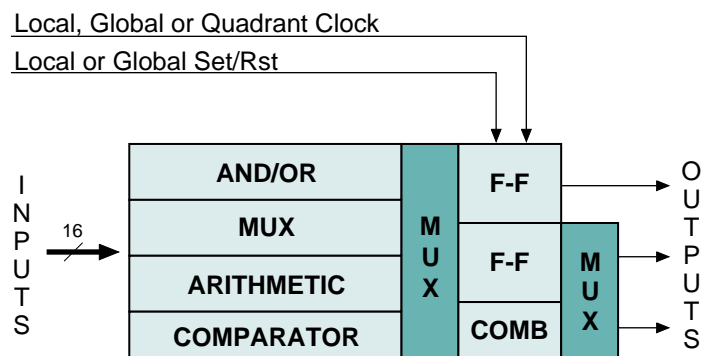 Local, Global or Quadrant Clock
Local or Global Set/Rst
INPUTS
16
AND/OR
MUX
ARITHMETIC
COMPARATOR
MUX
F-F
F-F
COMB
MUX
OUTPUTS